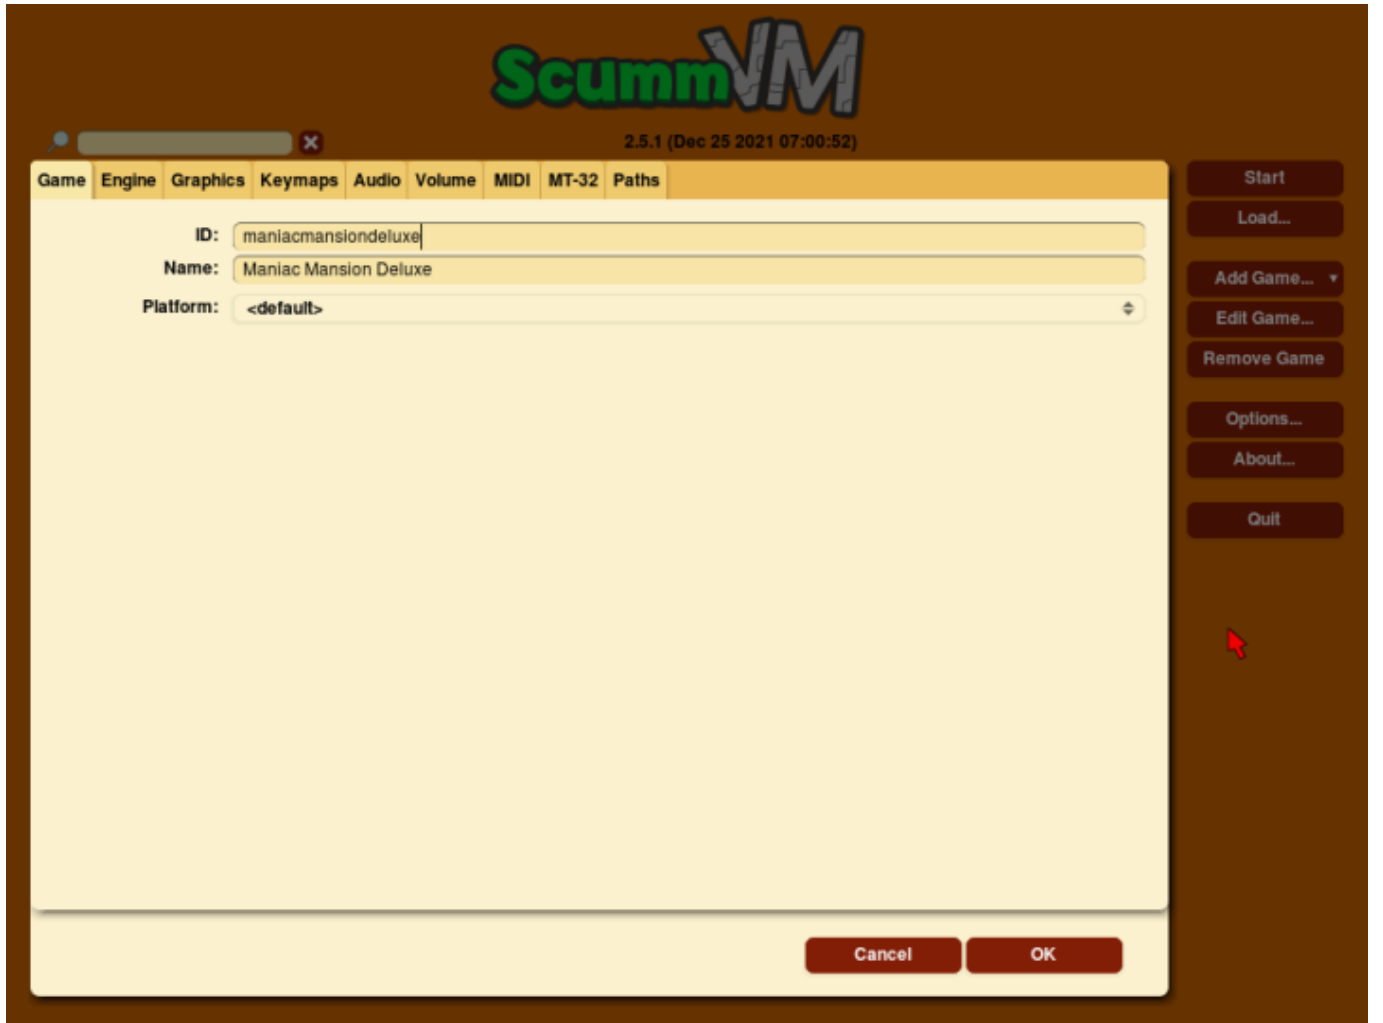 ScummVM
2.5.1 (Dec 25 2021 07:00:52)
Game Engine Graphics Keymaps Audio Volume MIDI MT-32 Paths
ID: maniacmansiondeluxe
Name: Maniac Mansion Deluxe
Platform: <default>
Cancel OK
Start
Load...
Add Game...
Edit Game...
Remove Game
Options...
About...
Quit